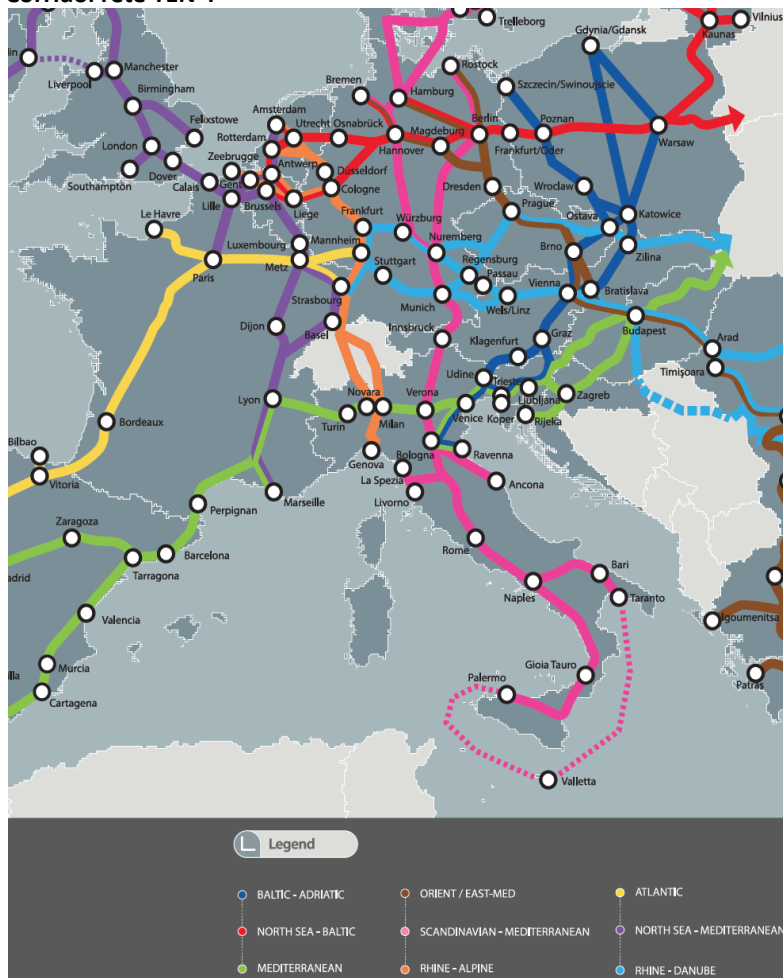 Trelleborg
Vilnius
Kaunas
Gdynia/Gdansk
Rostock
Manchester
Liverpool
Birmingham
Bremen
Hamburg
Szczecin/Swinoujscie
Felixstowe
Amsterdam
Utrecht
Osnabrück
Magdeburg
Berlin
Poznan
Warsaw
London
Rotterdam
Hannover
Frankfurt/Oder
Zeebrugge
Antwerp
Düsseldorf
Southampton
Dover
Calais
Gent
Cologne
Dresden
Wrocław
Lille
Brussels
Liege
Frankfurt
Prague
Katowice
Le Havre
Würzburg
Ostava
Luxembourg
Mannheim
Nuremberg
Brno
Zilina
Paris
Metz
Stuttgart
Regensburg
Passau
Strasbourg
Munich
Vienna
Bratislava
Wels/Linz
Dijon
Basel
Innsbruck
Budapest
Graz
Klagenfurt
Arad
Udine
Trieste
Timişoara
Lyon
Novara
Verona
Ljubljana
Zagreb
Turin
Milan
Venice
Koper
Rijeka
Bordeaux
Bilbao
Genova
Bologna
Ravenna
Vitoria
La Spezia
Marseille
Livorno
Ancona
Perpignan
Zaragoza
Rome
Barcelona
Tarragona
Bari
Naples
Taranto
Valencia
Igoumenitsa
Murcia
Gioia Tauro
Palermo
Patras
Cartagena
Valletta
Legend
BALTIC - ADRIATIC
ORIENT / EAST-MED
ATLANTIC
NORTH SEA - BALTIC
SCANDINAVIAN - MEDITERRANEAN
NORTH SEA - MEDITERRANEAN
MEDITERRANEAN
RHINE - ALPINE
RHINE - DANUBE